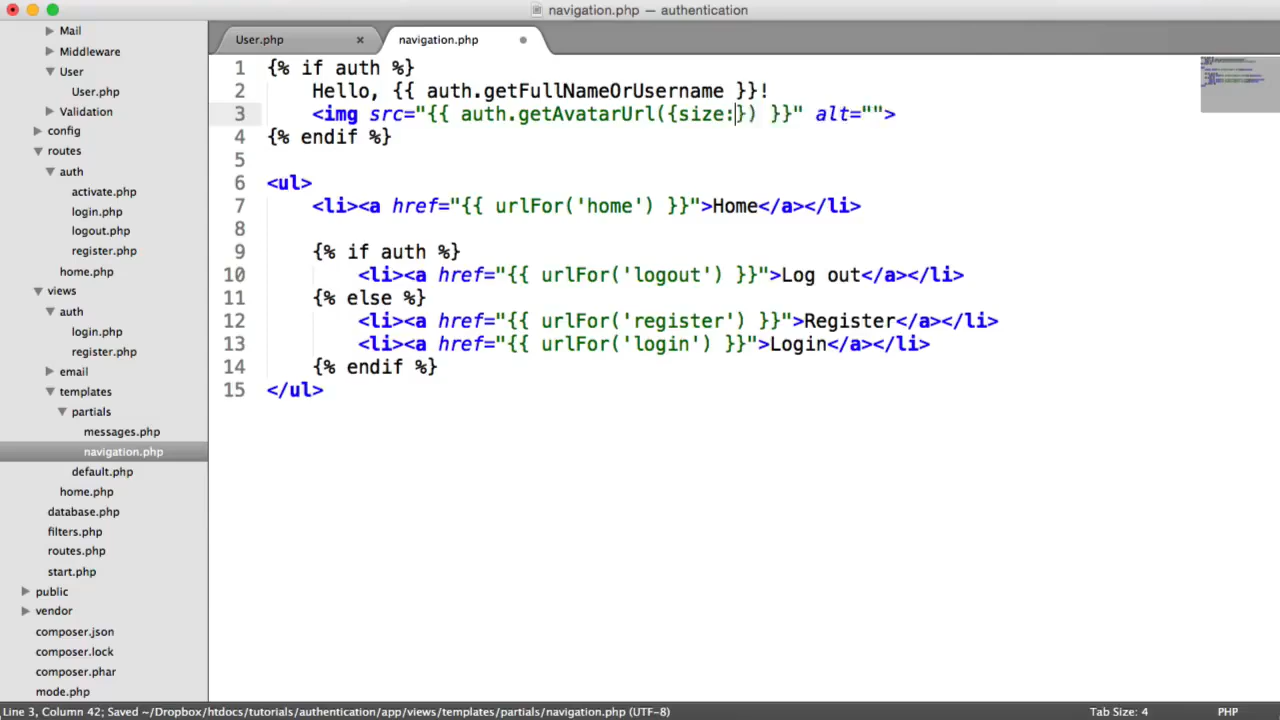 navigation.php — authentication
Mail
Middleware
User
User.php
Validation
config
routes
auth
activate.php
login.php
logout.php
register.php
home.php
views
auth
login.php
register.php
email
templates
partials
messages.php
navigation.php
default.php
home.php
database.php
filters.php
routes.php
start.php
public
vendor
composer.json
composer.lock
composer.phar
mode.php
User.php ×
navigation.php
1 {% if auth %}
2 Hello, {{ auth.getFullNameOrUsername }}!
3 <img src="{{ auth.getAvatarUrl({size:}) }}" alt="">
4 {% endif %}
5
6 <ul>
7 <li><a href="{{ urlFor('home') }}">Home</a></li>
8
9 {% if auth %}
10 <li><a href="{{ urlFor('logout') }}">Log out</a></li>
11 {% else %}
12 <li><a href="{{ urlFor('register') }}">Register</a></li>
13 <li><a href="{{ urlFor('login') }}">Login</a></li>
14 {% endif %}
15 </ul>
Line 3, Column 42; Saved ~/Dropbox/htdocs/tutorials/authentication/app/views/templates/partials/navigation.php (UTF-8)
Tab Size: 4
PHP